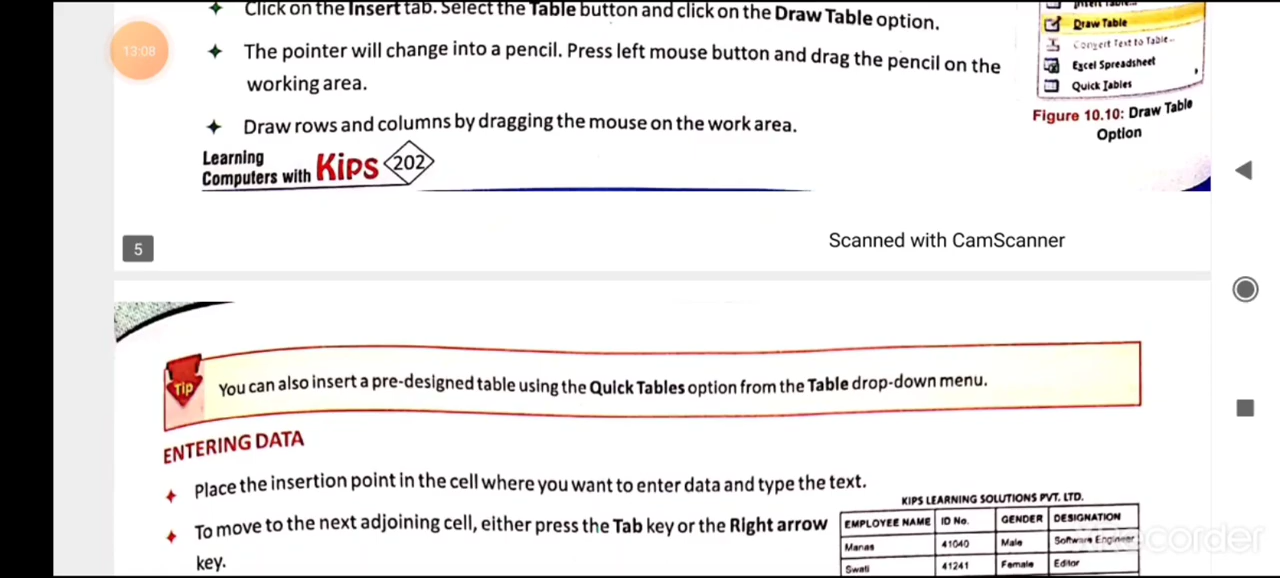 Click on the Insert tab. Select the Table button and click on the Draw Table option.
Draw Table
13:08
The pointer will change into a pencil. Press left mouse button and drag the pencil on the
working area.
Convert Text to Table...
Excel Spreadsheet
Quick Tables
Figure 10.10: Draw Table
Option
Draw rows and columns by dragging the mouse on the work area.
Learning
Computers with Kips 202
5
Scanned with CamScanner
Tip
You can also insert a pre-designed table using the Quick Tables option from the Table drop-down menu.
ENTERING DATA
Place the insertion point in the cell where you want to enter data and type the text.
To move to the next adjoining cell, either press the Tab key or the Right arrow
key.
KIPS LEARNING SOLUTIONS PVT. LTD.
EMPLOYEE NAME ID No. GENDER DESIGNATION
Manas 41040 Male Software Engineer
Swati 41241 Female Editor